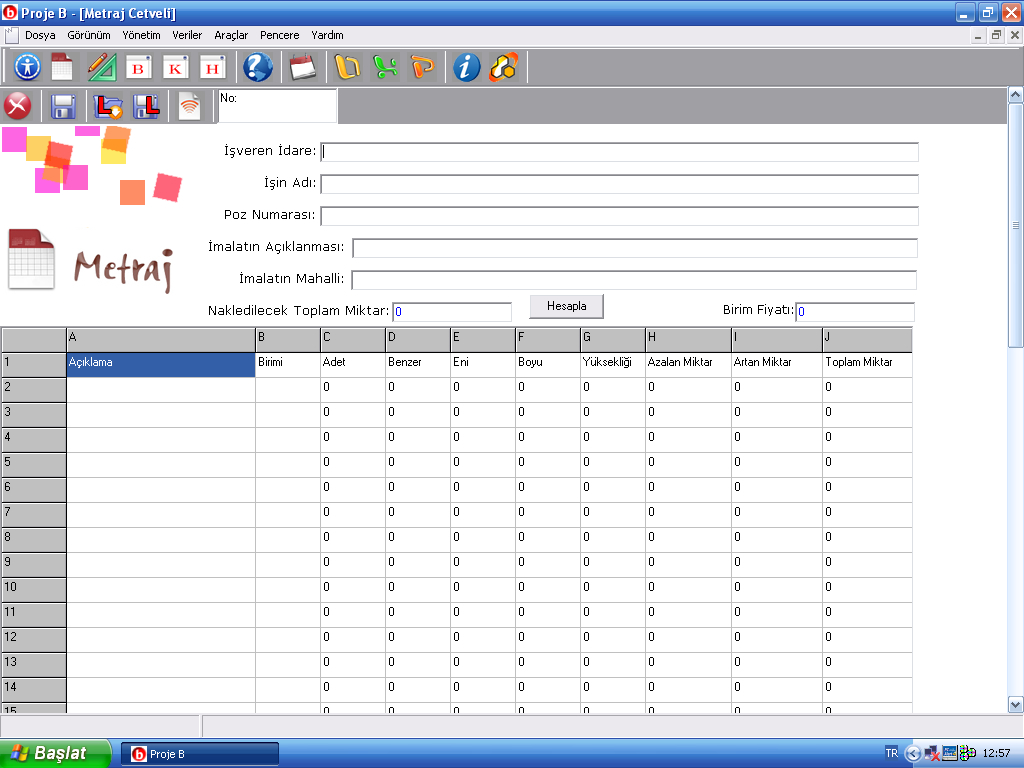 Proje B - [Metraj Cetveli]
Dosya Görünüm Yönetim Veriler Araçlar Pencere Yardım
B K H
No:
İşveren İdare:
İşin Adı:
Poz Numarası:
İmalatın Açıklanması:
Metraj
İmalatın Mahalli:
Nakledilecek Toplam Miktar: 0 Hesapla Birim Fiyatı: 0
A B C D E F G H I J
1 Açıklama Birimi Adet Benzer Eni Boyu Yüksekliği Azalan Miktar Artan Miktar Toplam Miktar
2 0 0 0 0 0 0 0 0
3 0 0 0 0 0 0 0 0
4 0 0 0 0 0 0 0 0
5 0 0 0 0 0 0 0 0
6 0 0 0 0 0 0 0 0
7 0 0 0 0 0 0 0 0
8 0 0 0 0 0 0 0 0
9 0 0 0 0 0 0 0 0
10 0 0 0 0 0 0 0 0
11 0 0 0 0 0 0 0 0
12 0 0 0 0 0 0 0 0
13 0 0 0 0 0 0 0 0
14 0 0 0 0 0 0 0 0
15 0 0 0 0 0 0 0 0
Başlat Proje B TR 12:57